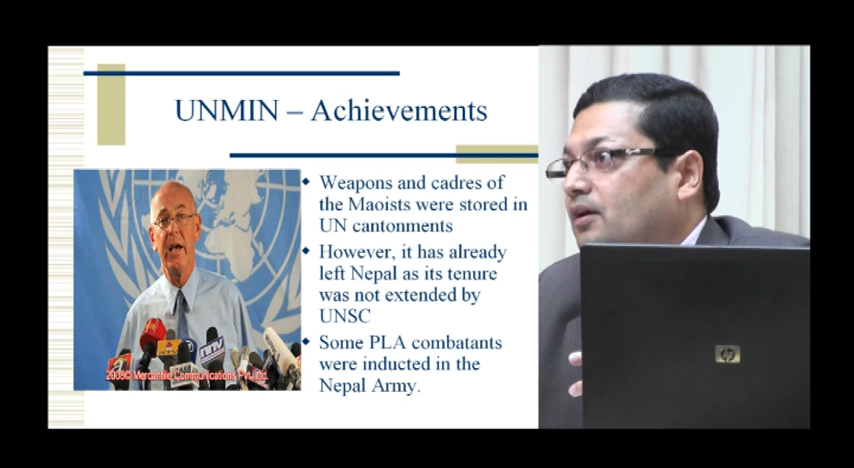 UNMIN – Achievements
Weapons and cadres of
the Maoists were stored in
UN cantonments
However, it has already
left Nepal as its tenure
was not extended by
UNSC
Some PLA combatants
were inducted in the
Nepal Army.
2008© Mercantile Communications Pvt. Ltd.
hp